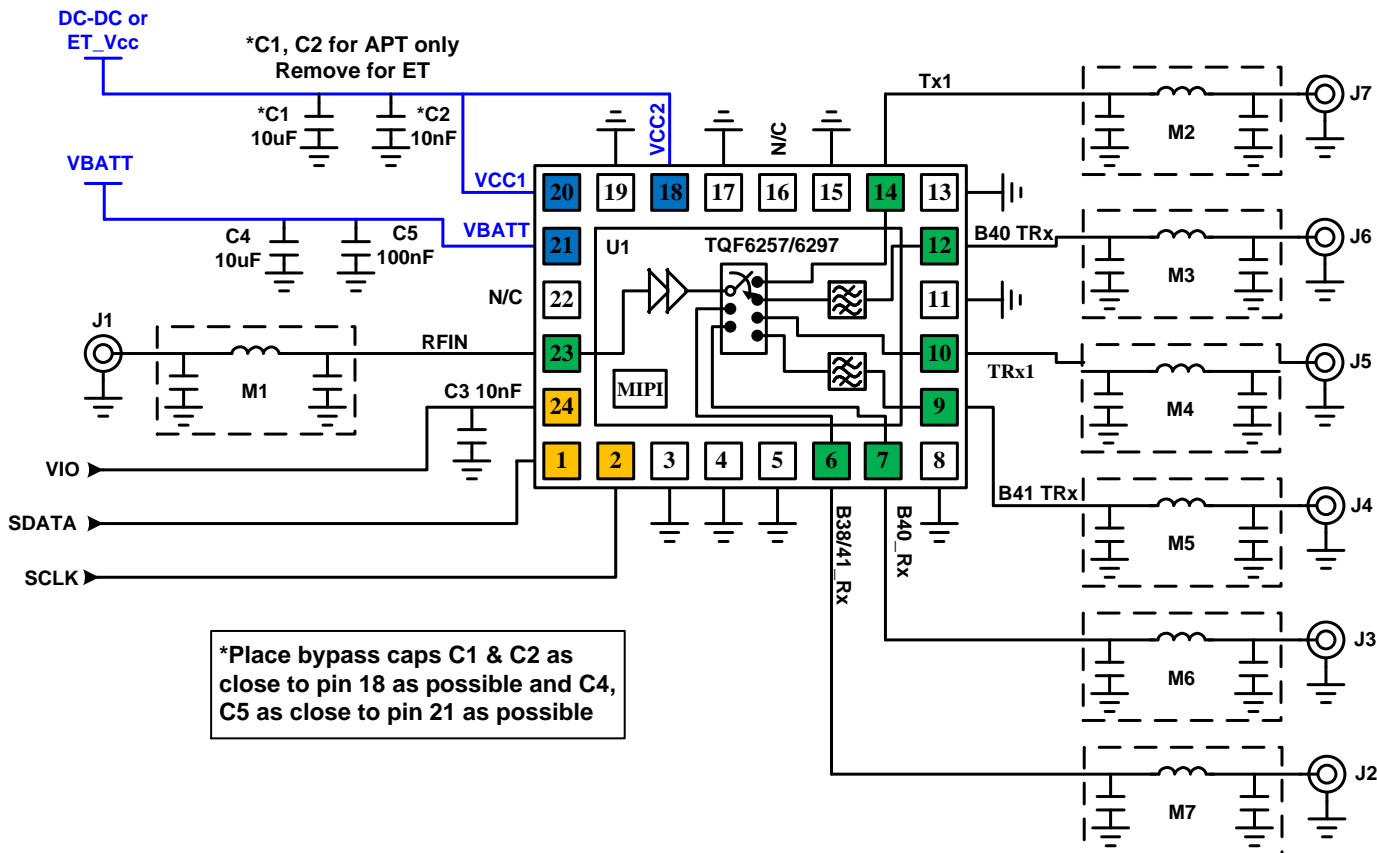 DC-DC or
ET_Vcc
*C1, C2 for APT only
Remove for ET
*C1
10uF
*C2
10nF
VCC2
N/C
Tx1
M2
J7
VBATT
VCC1
20
19
18
17
16
15
14
13
C4
10uF
C5
100nF
VBATT
21
U1
TQF6257/6297
12
B40 TRx
M3
J6
N/C
22
11
J1
M1
RFIN
23
10
TRx1
M4
J5
MIPI
C3 10nF
24
9
B41 TRx
M5
J4
VIO
1
2
3
4
5
6
7
8
SDATA
SCLK
B38/41_Rx
B40_Rx
M6
J3
*Place bypass caps C1 & C2 as
close to pin 18 as possible and C4,
C5 as close to pin 21 as possible
M7
J2